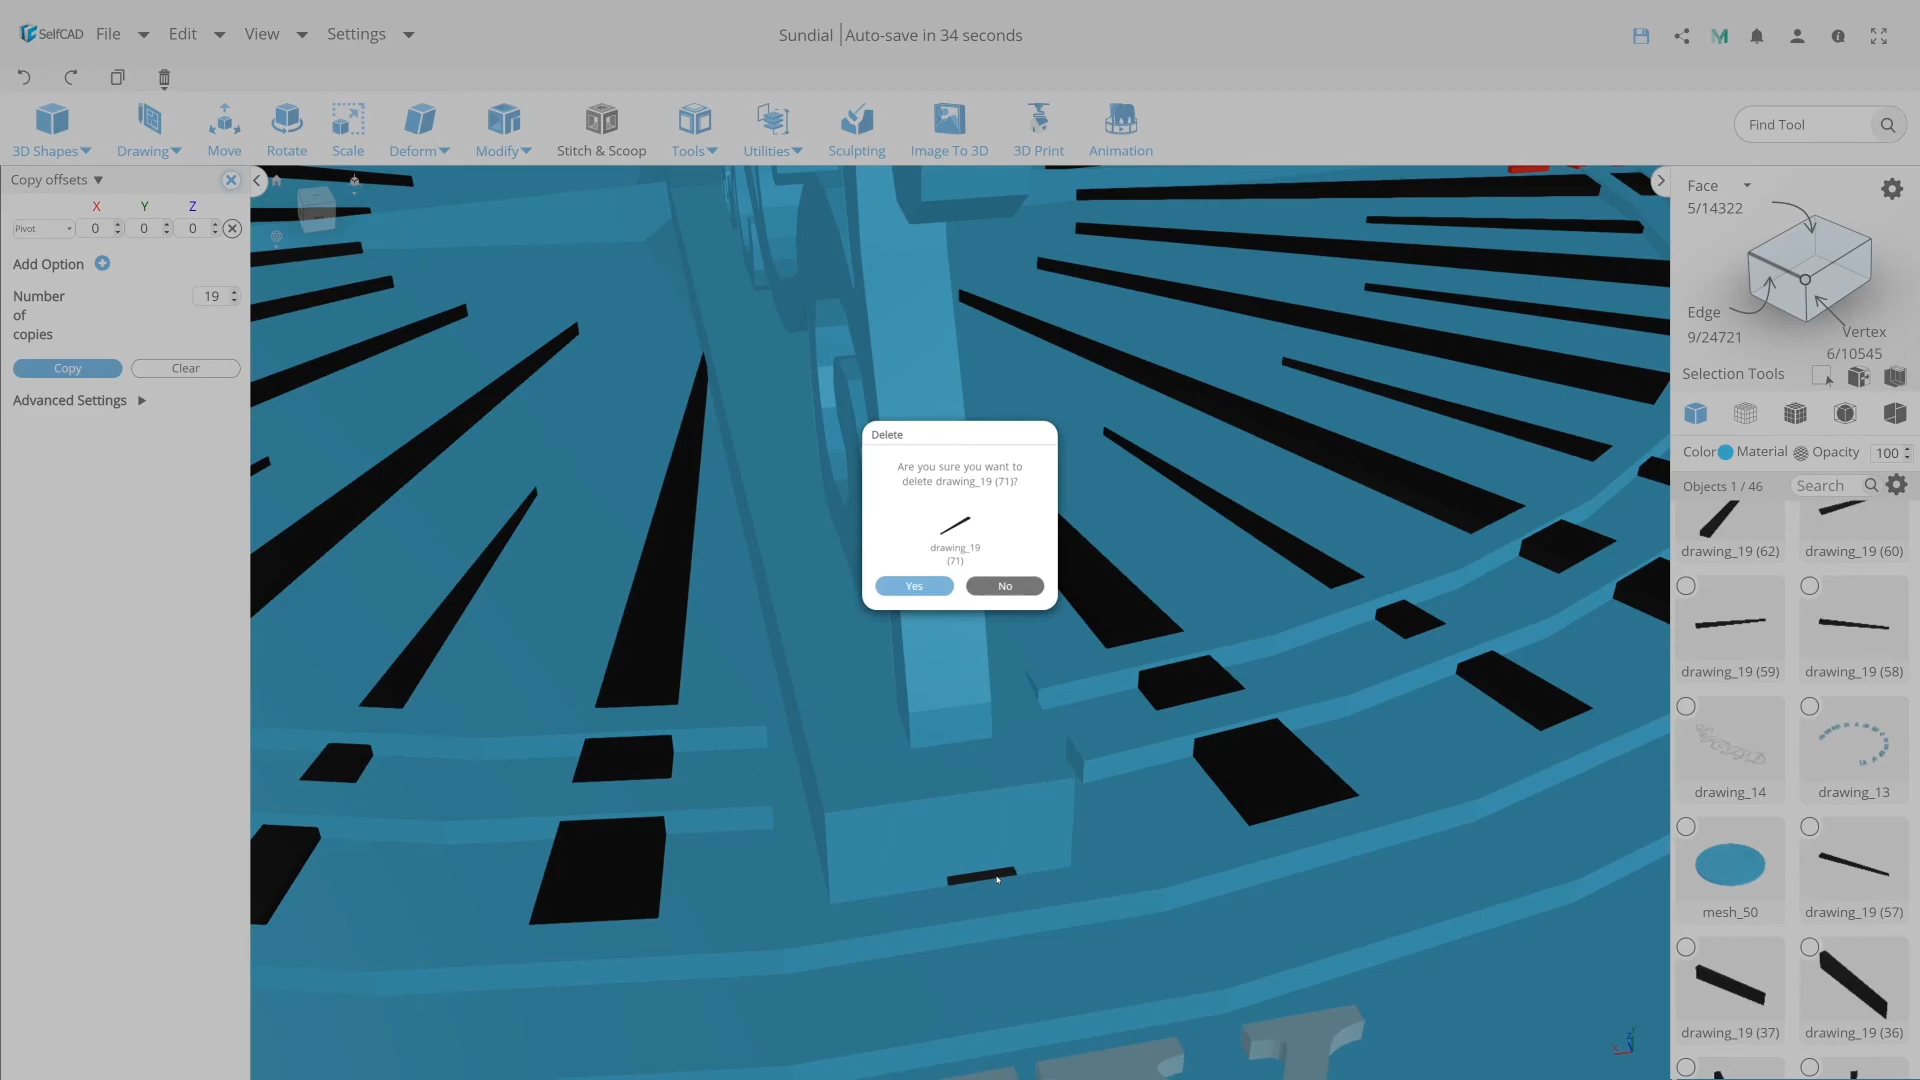 SelfCAD File Edit View Settings
Sundial Auto-save in 34 seconds
3D Shapes Drawing Move Rotate Scale Deform Modify Stitch & Scoop Tools Utilities Sculpting Image To 3D 3D Print Animation
Find Tool
Copy offsets
X Y Z
Pivot 0 0 0
Add Option
Number
of
copies
19
Copy Clear
Advanced Settings
Delete
Are you sure you want to
delete drawing_19 (71)?
drawing_19
(71)
Yes No
Face
5/14322
Edge
9/24721
Vertex
6/10545
Selection Tools
Color Material Opacity 100
Objects 1 / 46 Search
drawing_19 (62) drawing_19 (60)
drawing_19 (59) drawing_19 (58)
drawing_14 drawing_13
mesh_50 drawing_19 (57)
drawing_19 (37) drawing_19 (36)